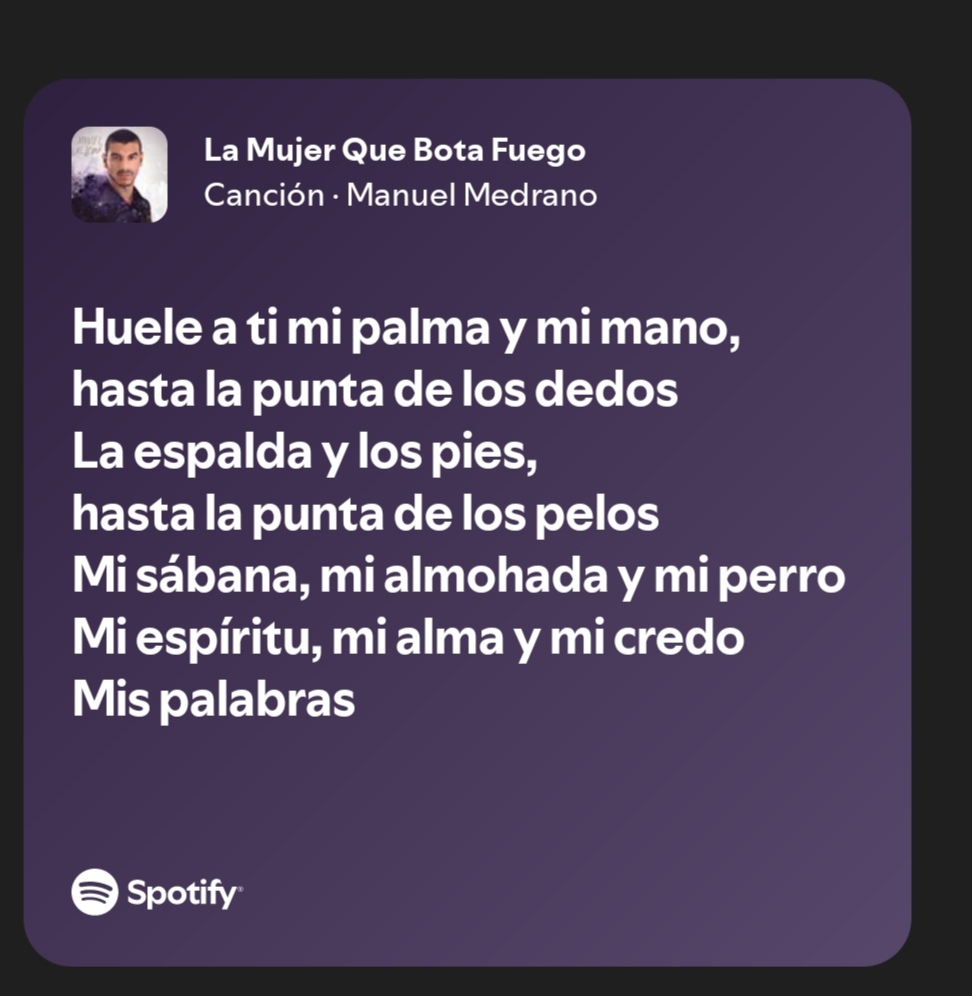 La Mujer Que Bota Fuego
Canción · Manuel Medrano
Huele a ti mi palma y mi mano,
hasta la punta de los dedos
La espalda y los pies,
hasta la punta de los pelos
Mi sábana, mi almohada y mi perro
Mi espíritu, mi alma y mi credo
Mis palabras
Spotify®